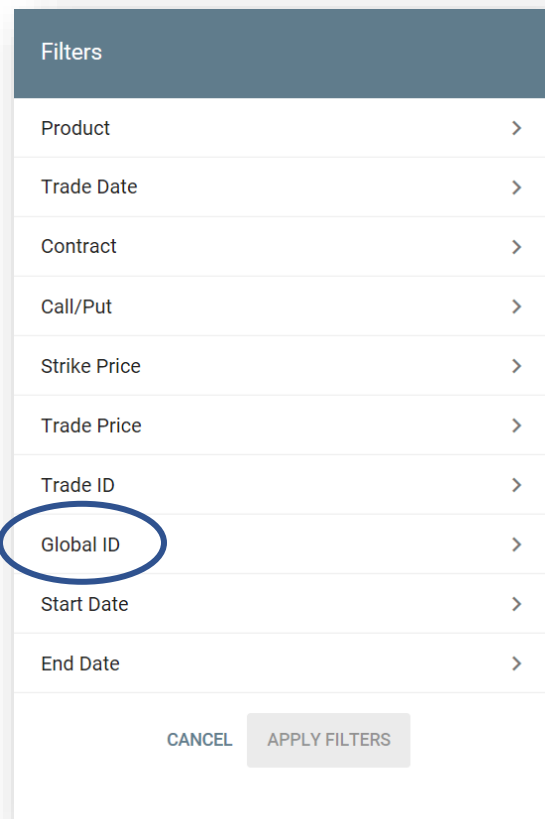 Filters
Product
Trade Date
Contract
Call/Put
Strike Price
Trade Price
Trade ID
Global ID
Start Date
End Date
CANCEL APPLY FILTERS